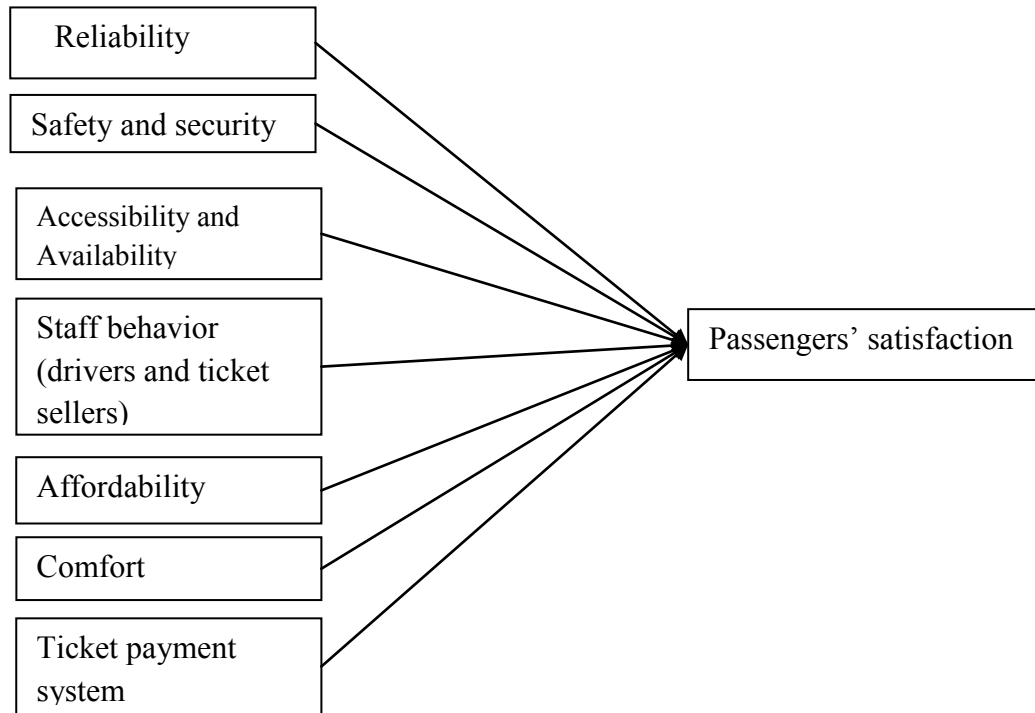 Reliability
Safety and security
Accessibility and
Availability
Staff behavior
(drivers and ticket
sellers)
Passengers’ satisfaction
Affordability
Comfort
Ticket payment
system